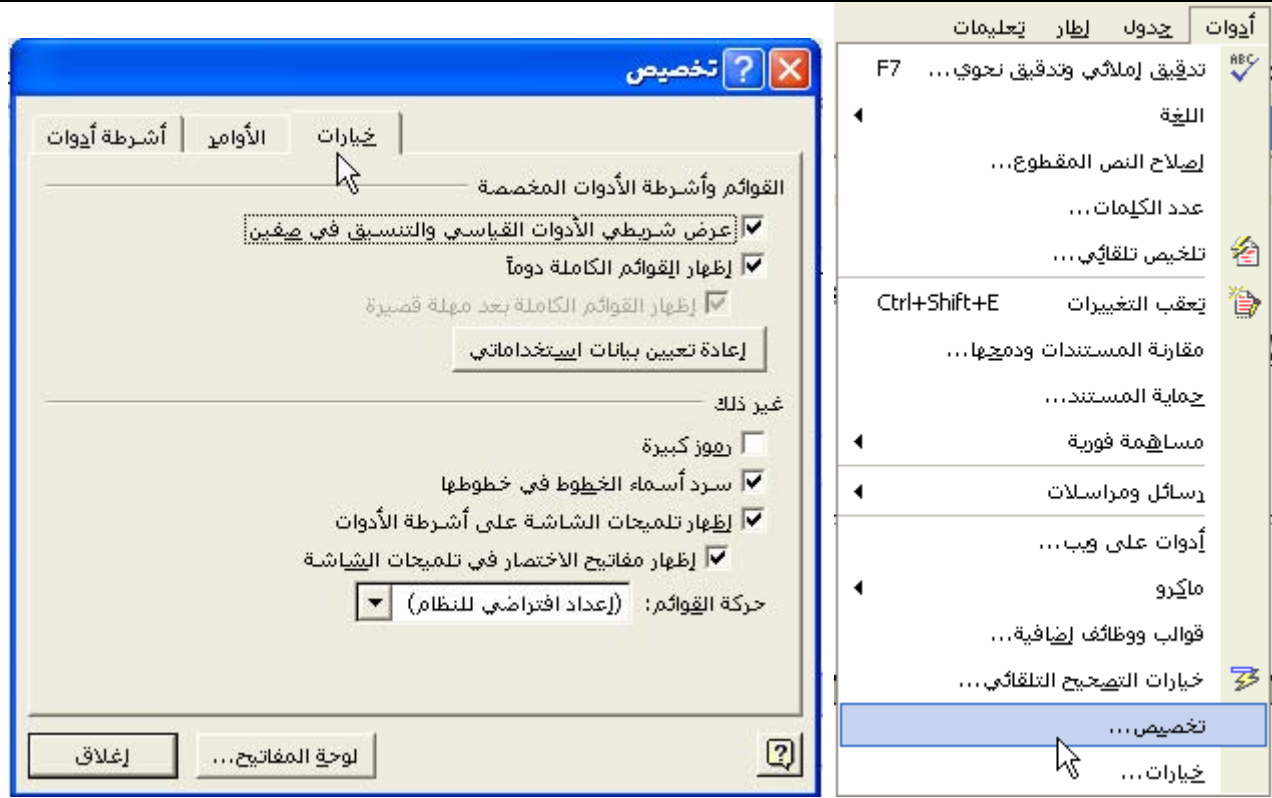 أدوات جدول إطار تعليمات
ABC تدقيق إملائي وتدقيق نحوي... F7
اللغة
إصلاح النص المقطوع...
عدد الكلمات...
تلخيص تلقائي...
تعقب التغييرات Ctrl+Shift+E
مقارنة المستندات ودمجها...
حماية المستند...
مساهمة فورية
رسائل ومراسلات
أدوات على ويب...
ماكرو
قوالب ووظائف إضافية...
خيارات التصحيح التلقائي...
تخصيص...
خيارات...
تخصيص
خيارات الأوامر أشرطة أدوات
القوائم وأشرطة الأدوات المخصصة
عرض شريطي الأدوات القياسي والتنسيق في صفين
إظهار القوائم الكاملة دوماً
إظهار القوائم الكاملة بعد مهلة قصيرة
إعادة تعيين بيانات استخداماتي
غير ذلك
رموز كبيرة
سرد أسماء الخطوط في خطوطها
إظهار تلميحات الشاشة على أشرطة الأدوات
إظهار مفاتيح الاختصار في تلميحات الشاشة
حركة القوائم: (إعداد افتراضي للنظام)
لوحة المفاتيح... إغلاق